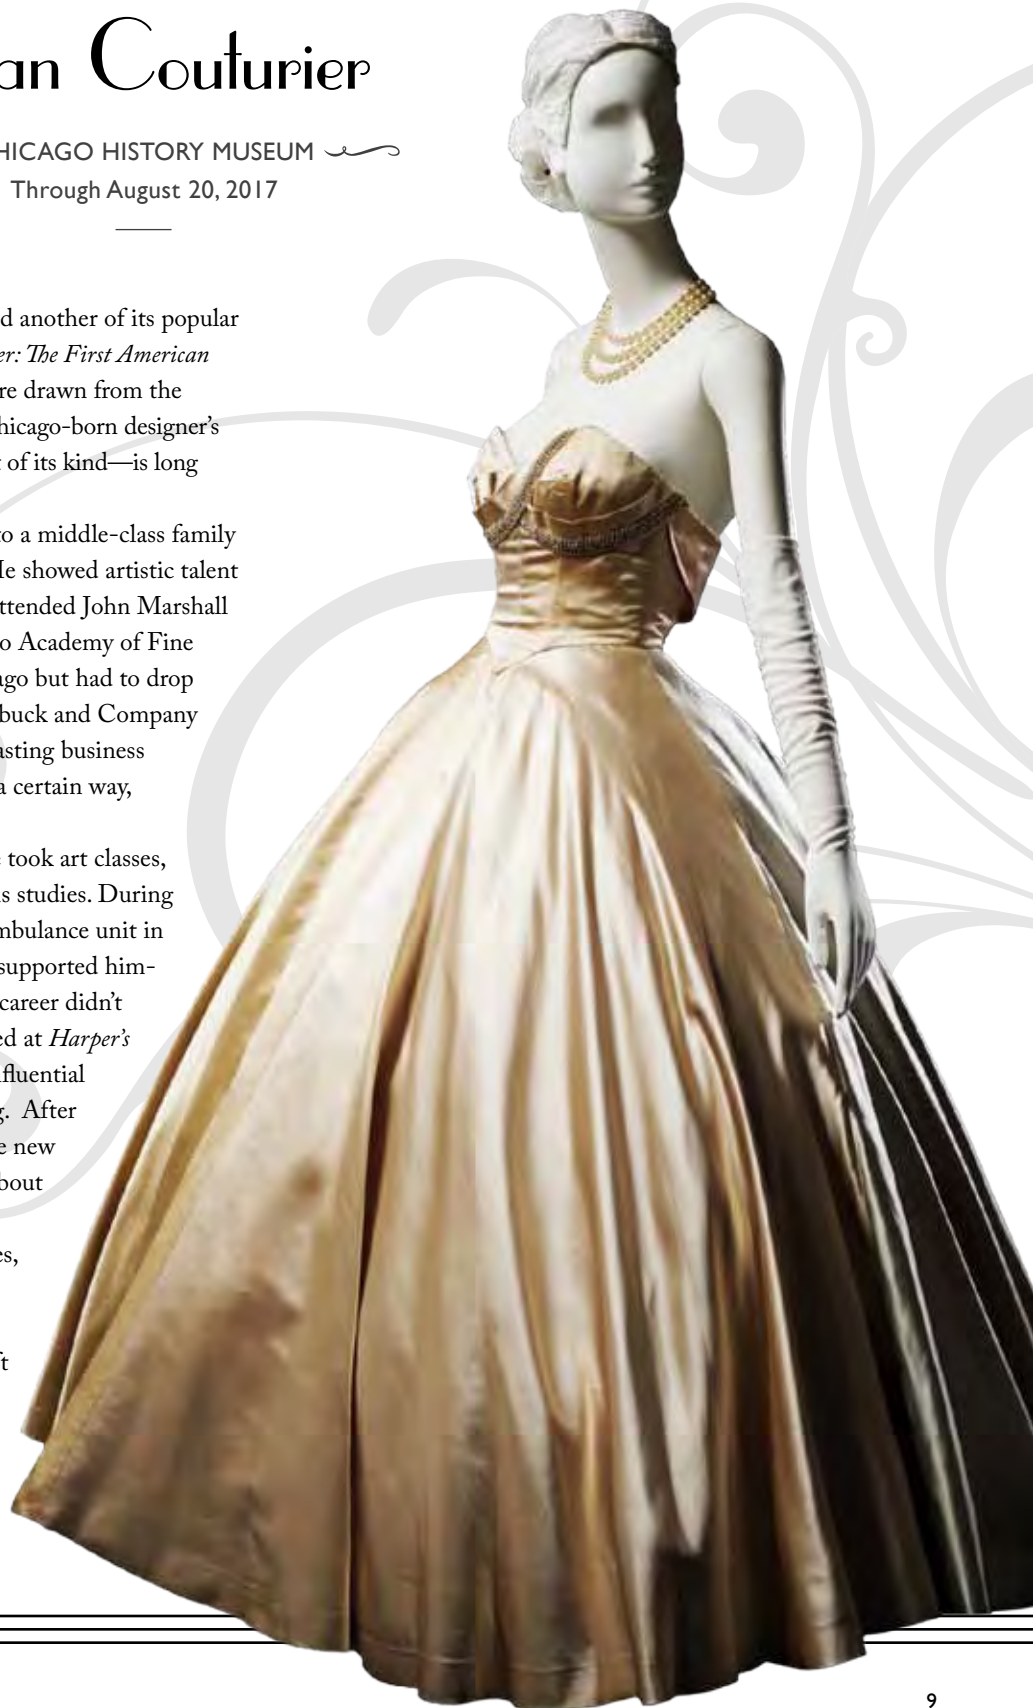 an Couturier
HICAGO HISTORY MUSEUM
Through August 20, 2017
d another of its popular
er: The First American
re drawn from the
hicago-born designer's
t of its kind—is long
to a middle-class family
He showed artistic talent
ttended John Marshall
o Academy of Fine
ago but had to drop
buck and Company
asting business
a certain way,
e took art classes,
is studies. During
mbulance unit in
supported him-
career didn't
ed at Harper's
nfluential
g. After
e new
bout
es,
ft
9